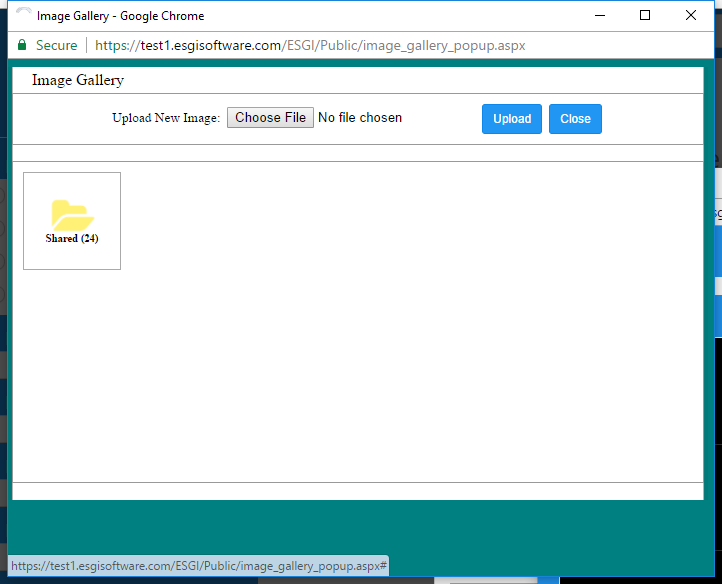 Image Gallery - Google Chrome
Secure https://test1.esgisoftware.com/ESGI/Public/image_gallery_popup.aspx
Image Gallery
Upload New Image: Choose File No file chosen Upload Close
Shared (24)
https://test1.esgisoftware.com/ESGI/Public/image_gallery_popup.aspx#